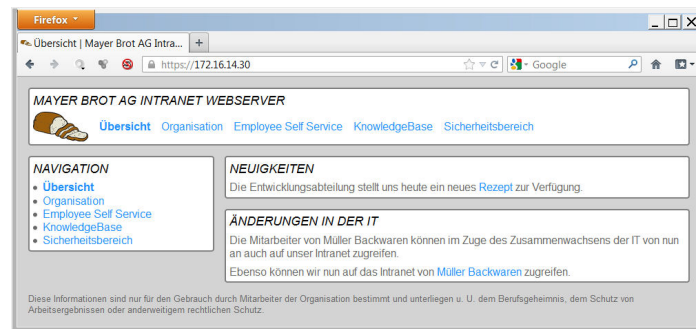 Firefox
Übersicht | Mayer Brot AG Intra...
https://172.16.14.30
Google
MAYER BROT AG INTRANET WEBSERVER
Übersicht Organisation Employee Self Service KnowledgeBase Sicherheitsbereich
NAVIGATION
Übersicht
Organisation
Employee Self Service
KnowledgeBase
Sicherheitsbereich
NEUIGKEITEN
Die Entwicklungsabteilung stellt uns heute ein neues Rezept zur Verfügung.
ÄNDERUNGEN IN DER IT
Die Mitarbeiter von Müller Backwaren können im Zuge des Zusammenwachsens der IT von nun
an auch auf unser Intranet zugreifen.
Ebenso können wir nun auf das Intranet von Müller Backwaren zugreifen.
Diese Informationen sind nur für den Gebrauch durch Mitarbeiter der Organisation bestimmt und unterliegen u. U. dem Berufsgeheimnis, dem Schutz von
Arbeitsergebnissen oder anderweitigem rechtlichen Schutz.